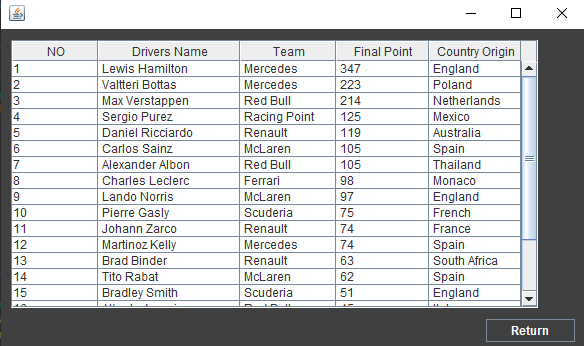 NO Drivers Name Team Final Point Country Origin
1 Lewis Hamilton Mercedes 347 England
2 Valtteri Bottas Mercedes 223 Poland
3 Max Verstappen Red Bull 214 Netherlands
4 Sergio Purez Racing Point 125 Mexico
5 Daniel Ricciardo Renault 119 Australia
6 Carlos Sainz McLaren 105 Spain
7 Alexander Albon Red Bull 105 Thailand
8 Charles Leclerc Ferrari 98 Monaco
9 Lando Norris McLaren 97 England
10 Pierre Gasly Scuderia 75 French
11 Johann Zarco Renault 74 France
12 Martinoz Kelly Mercedes 74 Spain
13 Brad Binder Renault 63 South Africa
14 Tito Rabat McLaren 62 Spain
15 Bradley Smith Scuderia 51 England
Return